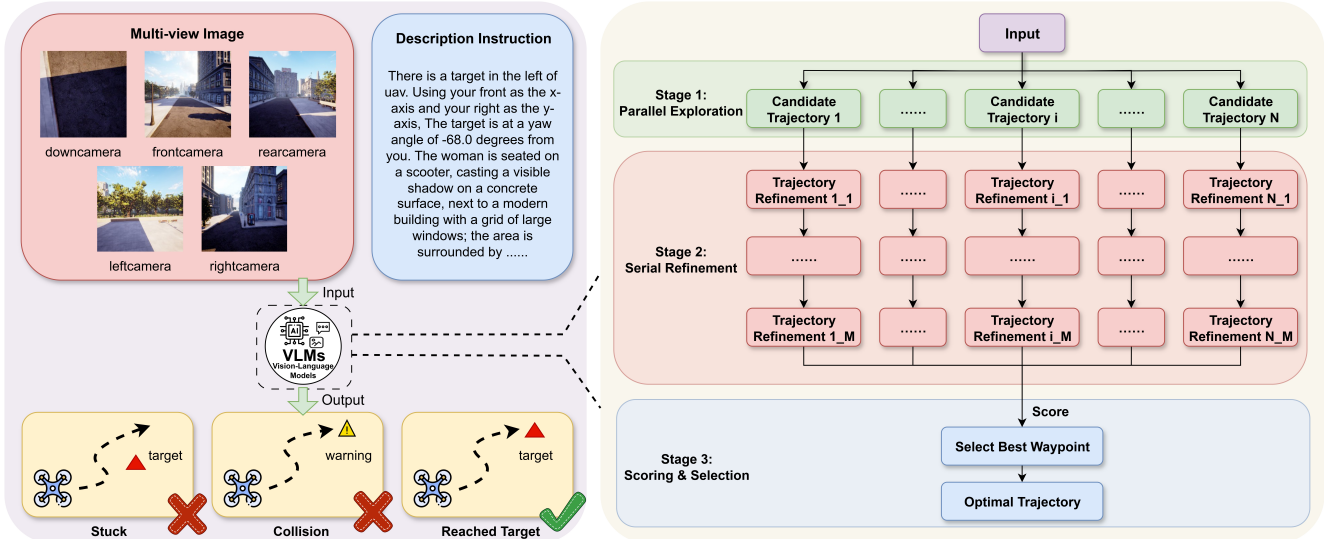 Multi-view Image
downcamera
frontcamera
rearcamera
leftcamera
rightcamera
Description Instruction
There is a target in the left of
uav. Using your front as the x-
axis and your right as the y-
axis, The target is at a yaw
angle of -68.0 degrees from
you. The woman is seated on
a scooter, casting a visible
shadow on a concrete
surface, next to a modern
building with a grid of large
windows; the area is
surrounded by ......
Input
Ai
VLMs
Vision-Language
Models
Output
target
Stuck
warning
Collision
target
Reached Target
Input
Stage 1:
Parallel Exploration
Candidate
Trajectory 1
......
Candidate
Trajectory i
......
Candidate
Trajectory N
Stage 2:
Serial Refinement
Trajectory
Refinement 1_1
......
Trajectory
Refinement i_1
......
Trajectory
Refinement N_1
......
......
......
......
......
Trajectory
Refinement 1_M
......
Trajectory
Refinement i_M
......
Trajectory
Refinement N_M
Score
Stage 3:
Scoring & Selection
Select Best Waypoint
Optimal Trajectory